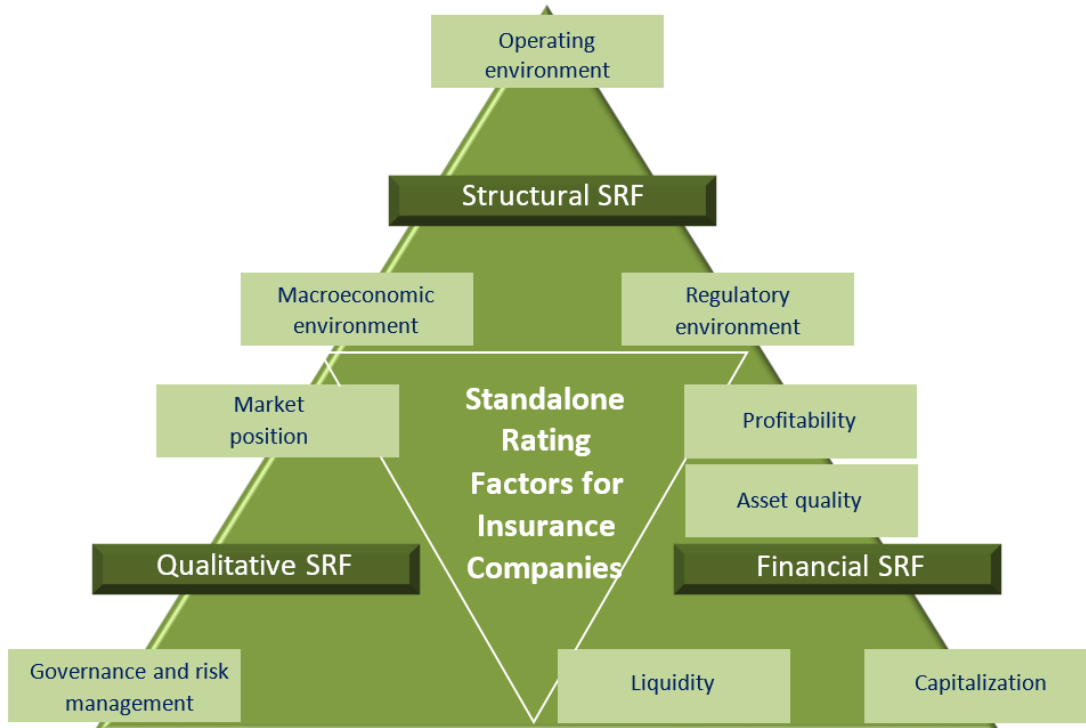 Operating
environment
Structural SRF
Macroeconomic
environment
Regulatory
environment
Market
position
Standalone
Rating
Factors for
Insurance
Companies
Profitability
Asset quality
Qualitative SRF
Financial SRF
Governance and risk
management
Liquidity
Capitalization